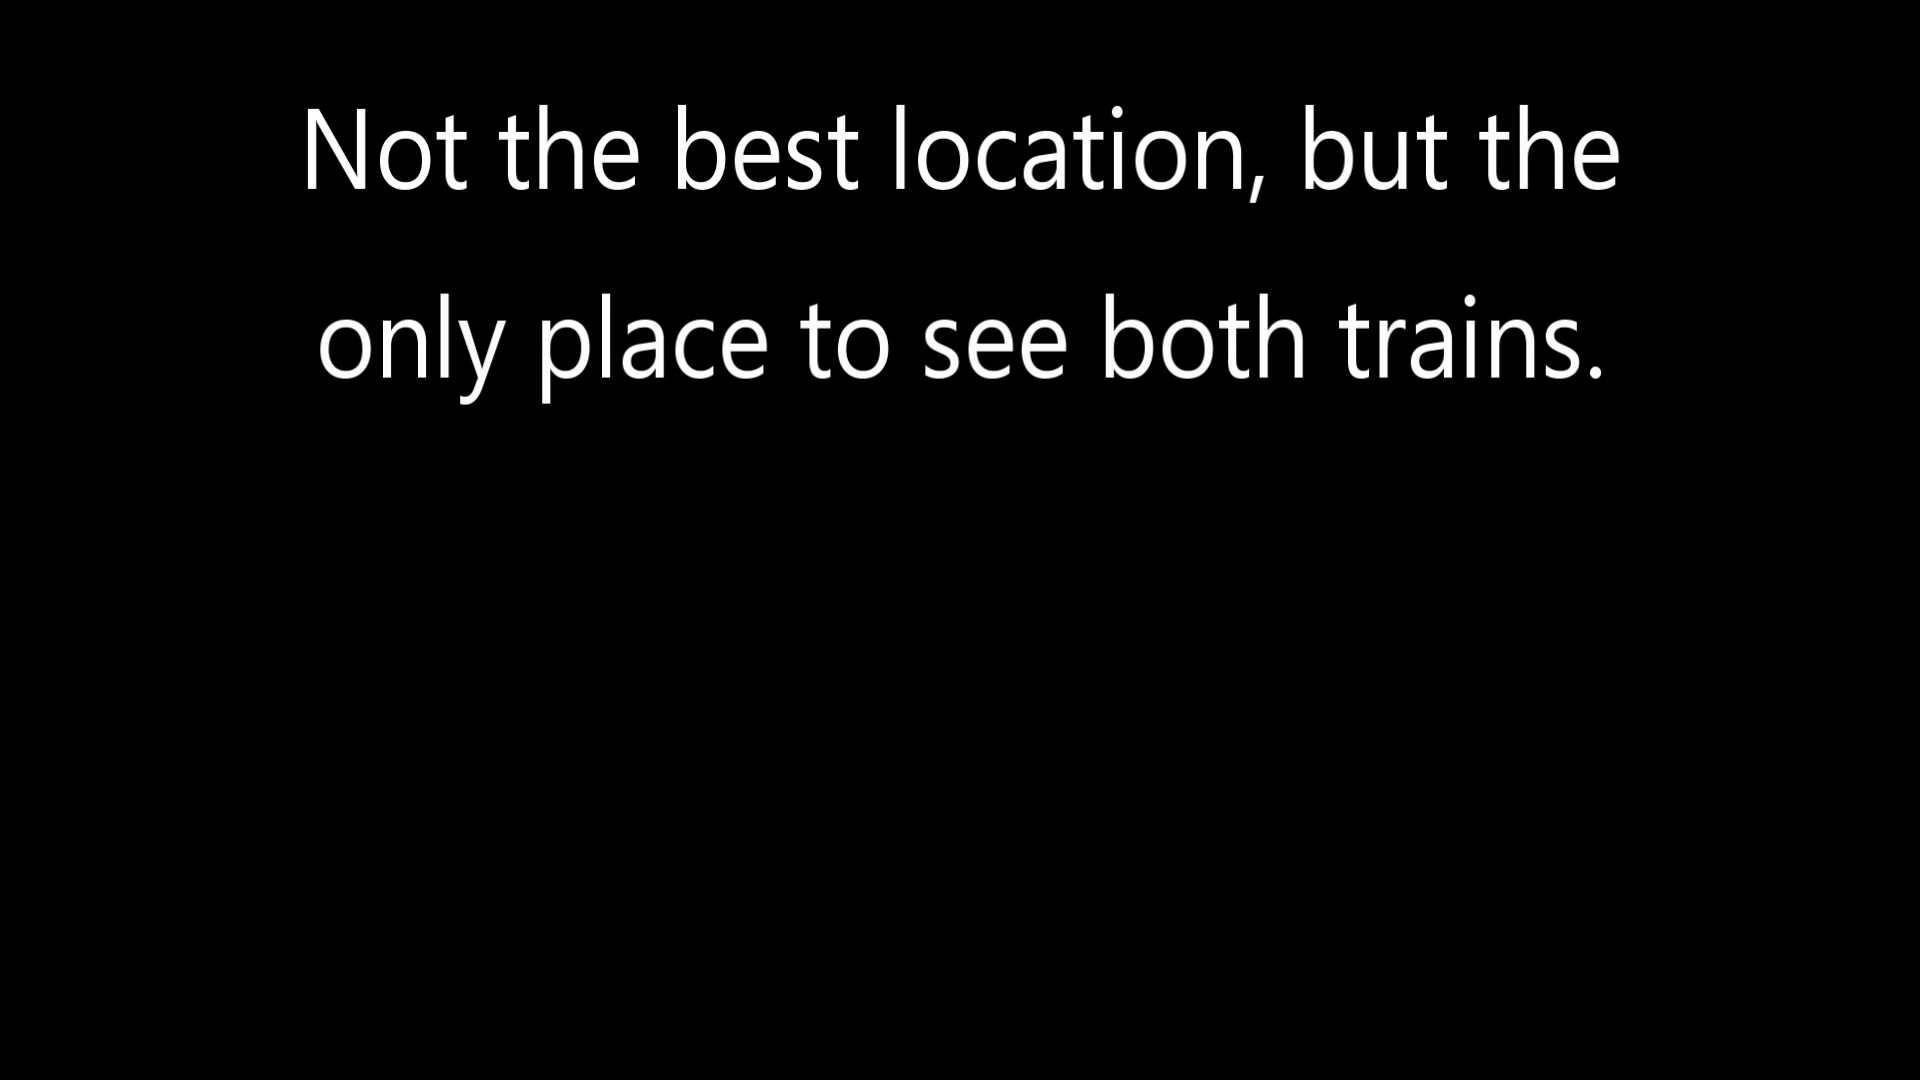 Not the best location, but the
only place to see both trains.